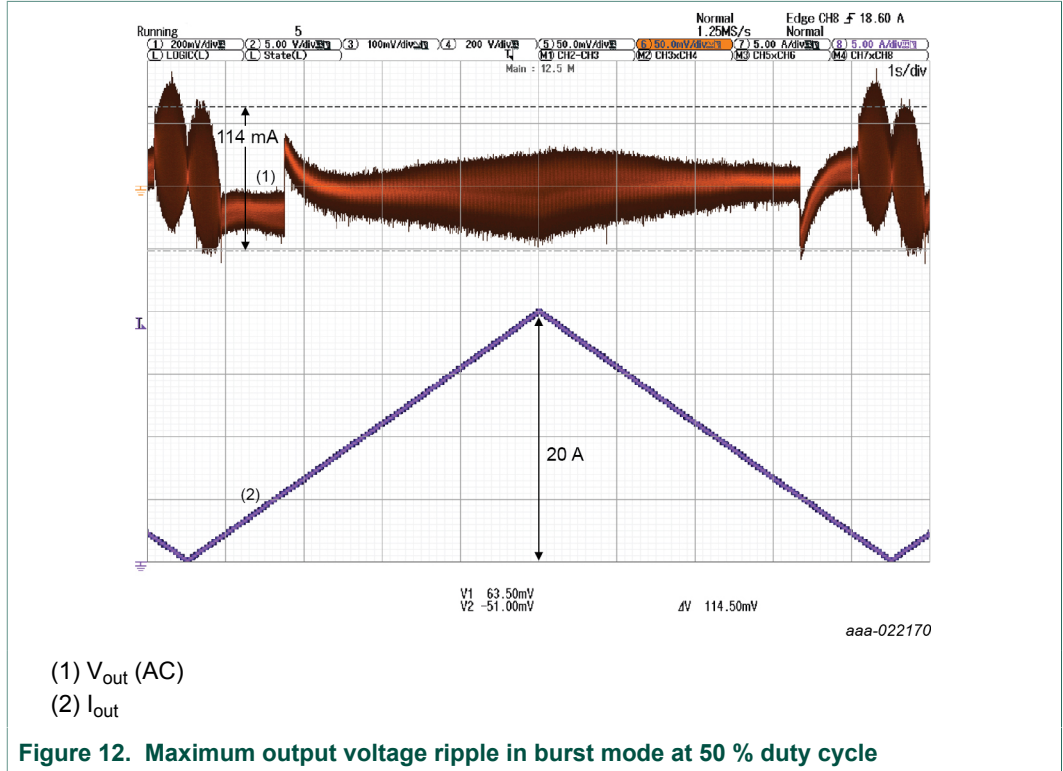 Normal Edge CH8 ₣ 18.60 A
Running 5 1.25MS/s Normal
1 200mV/div 2 5.00 V/div 3 100mV/div 4 200 V/div 5 50.0mV/div 6 50.0mV/div 7 5.00 A/div 8 5.00 A/div
L LOGIC(L) L State(L) M1 CH2-CH3 M2 CH3xCH4 M3 CH5xCH6 M4 CH7xCH8
Main : 12.5 M
1s/div
114 mA
(1)
20 A
(2)
V1 63.50mV
V2 -51.00mV ΔV 114.50mV
aaa-022170
(1) Vout (AC)
(2) Iout
Figure 12. Maximum output voltage ripple in burst mode at 50 % duty cycle